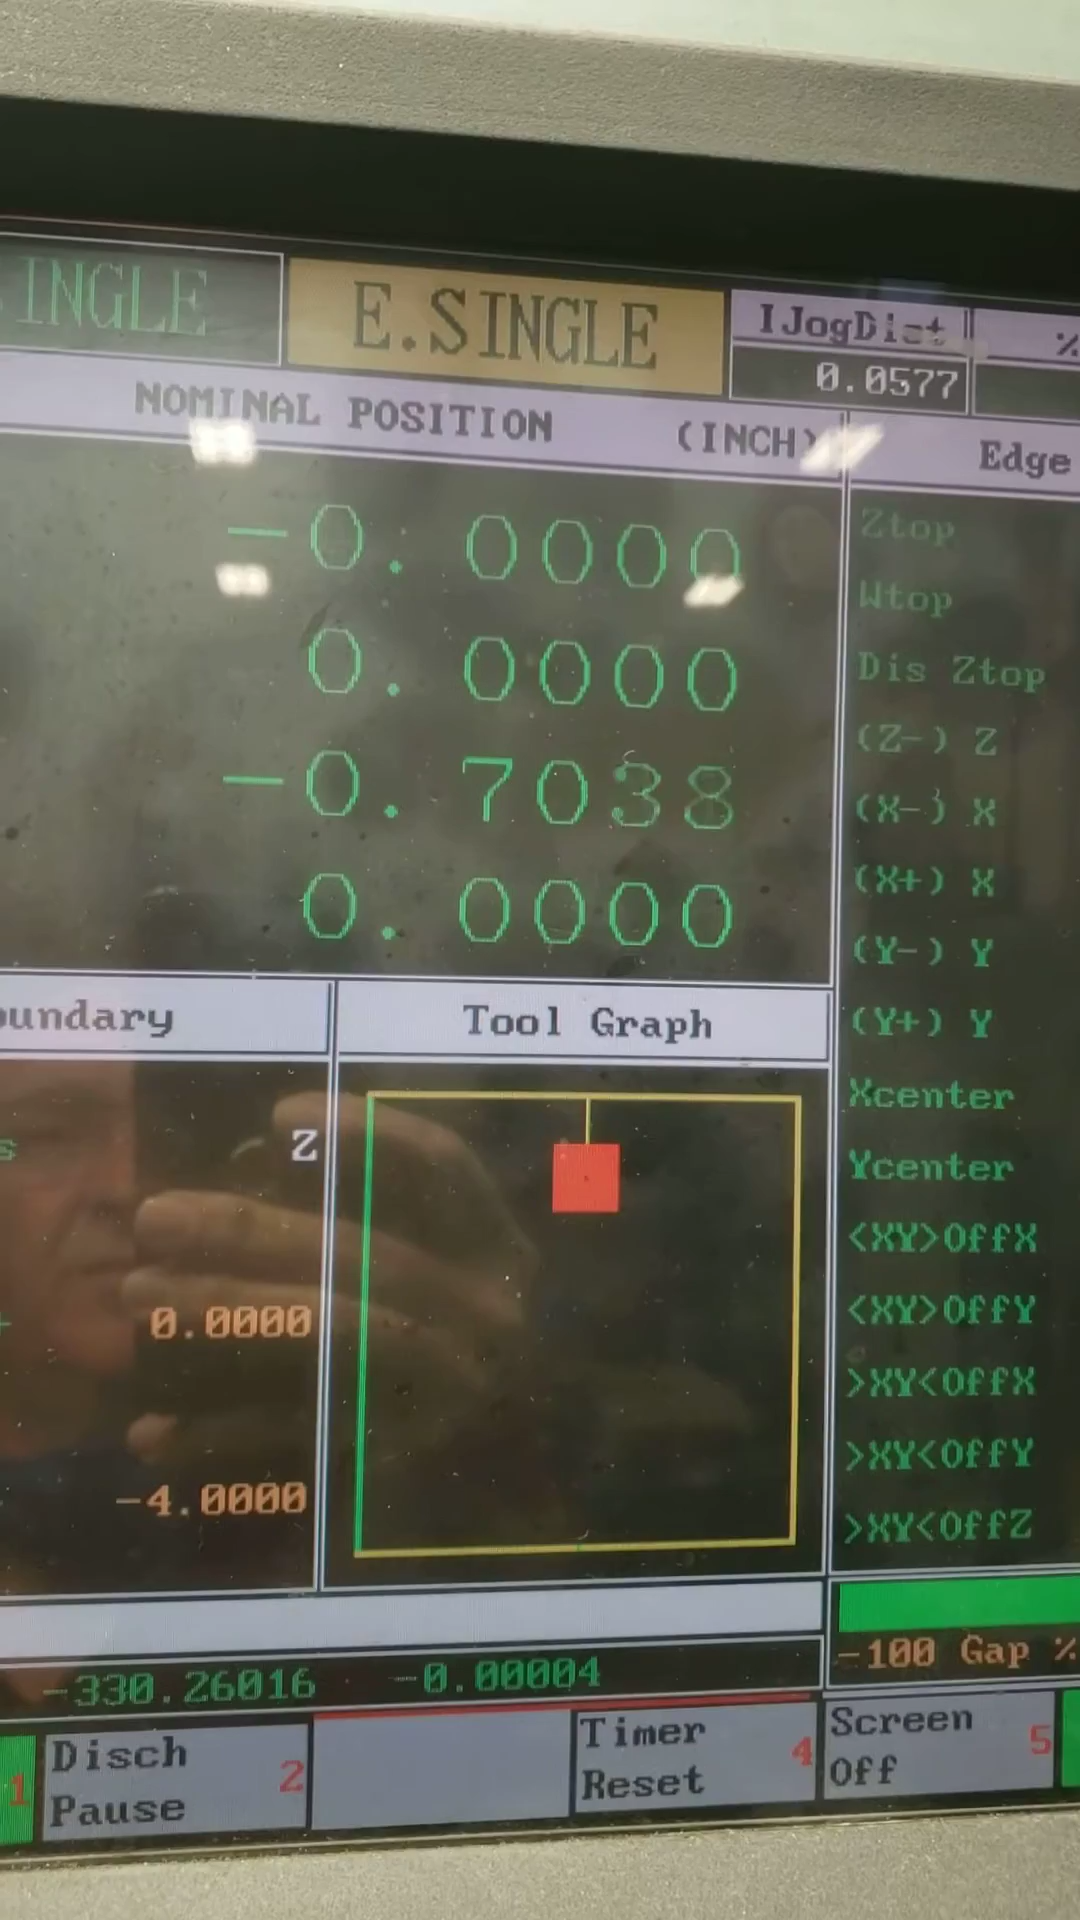 INGLE
E.SINGLE
IJogDist
%
0.0577
NOMINAL POSITION (INCH)
Edge
-0.0000
0.0000
-0.7038
0.0000
Ztop
Wtop
Dis Ztop
(Z-) Z
(X-) X
(X+) X
(Y-) Y
(Y+) Y
Xcenter
Ycenter
<XY>OffX
<XY>OffY
>XY<OffX
>XY<OffY
>XY<OffZ
undary
Tool Graph
s
Z
+
0.0000
-4.0000
-330.26016 -0.00004
-100 Gap %
1
Disch
Pause
2
Timer
Reset
4
Screen
Off
5